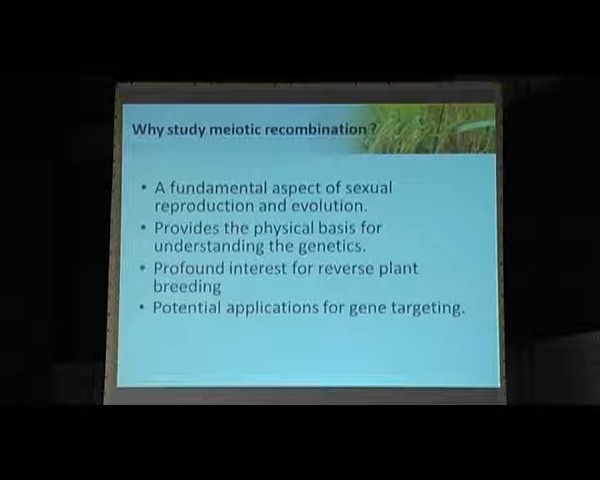 Why study meiotic recombination?
• A fundamental aspect of sexual
reproduction and evolution.
• Provides the physical basis for
understanding the genetics.
• Profound interest for reverse plant
breeding
• Potential applications for gene targeting.